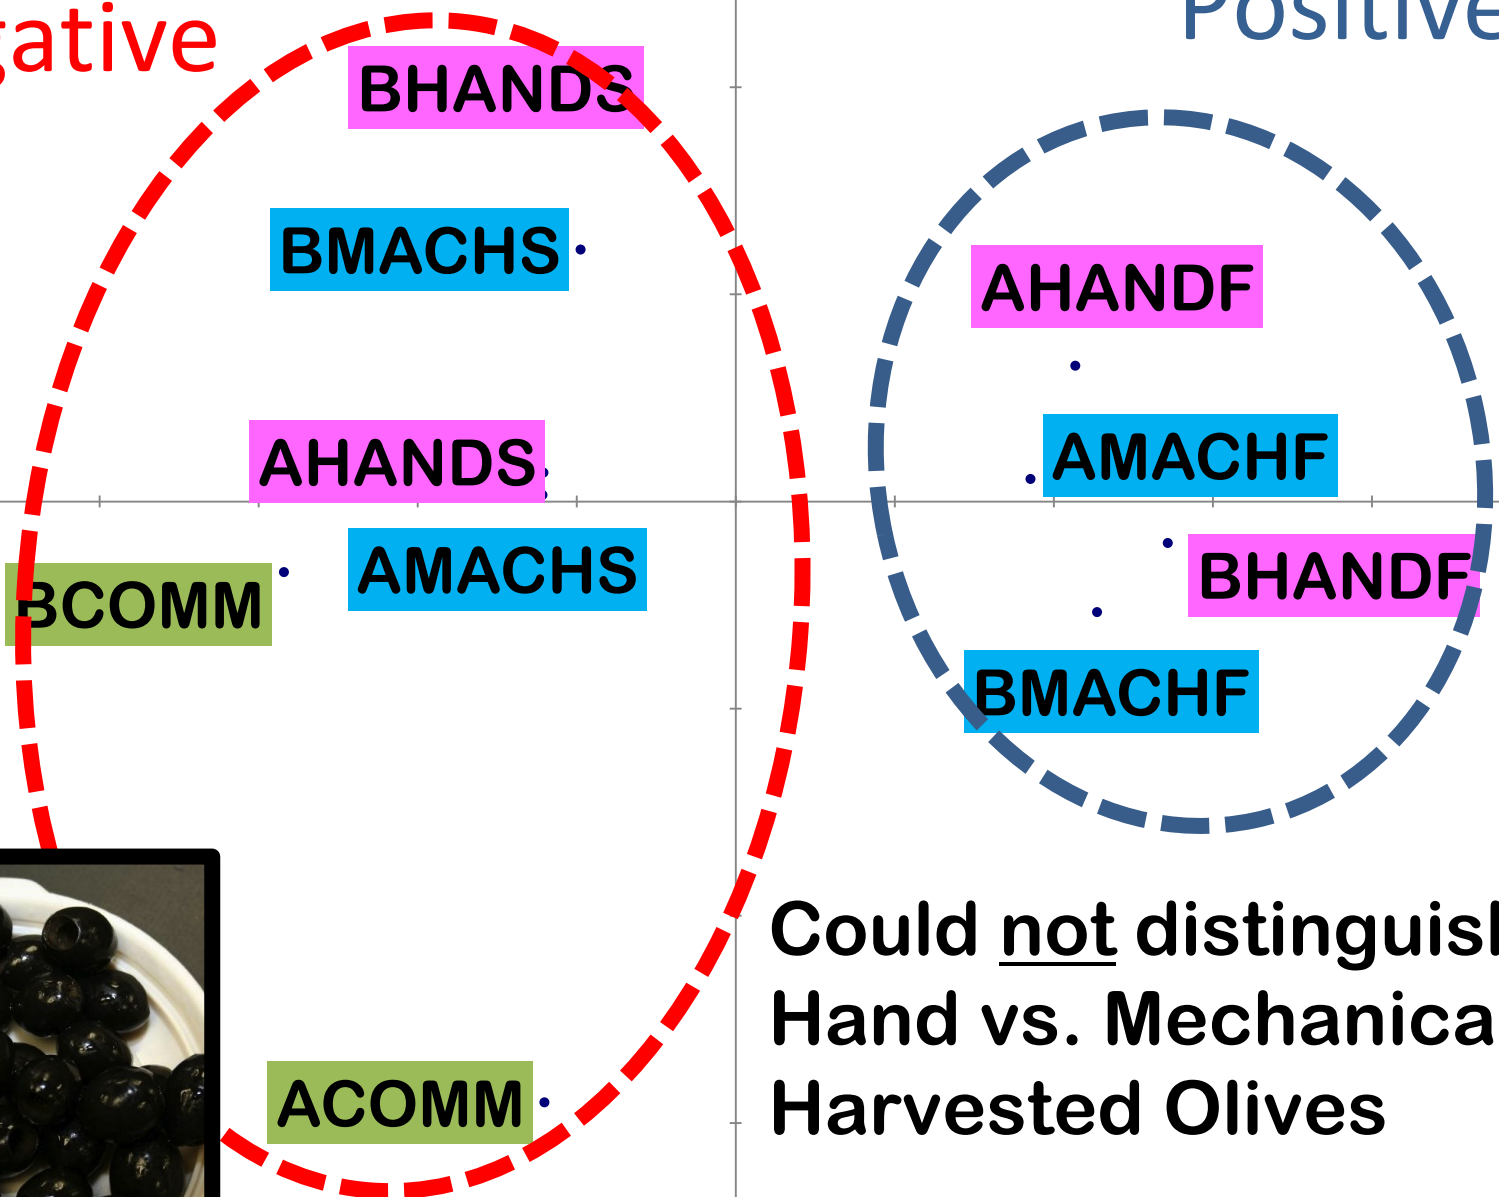 gative
Positive
BHANDS
BMACHS
AHANDF
AHANDS
AMACHF
AMACHS
BHANDF
BCOMM
BMACHF
ACOMM
Could not distinguish
Hand vs. Mechanica
Harvested Olives